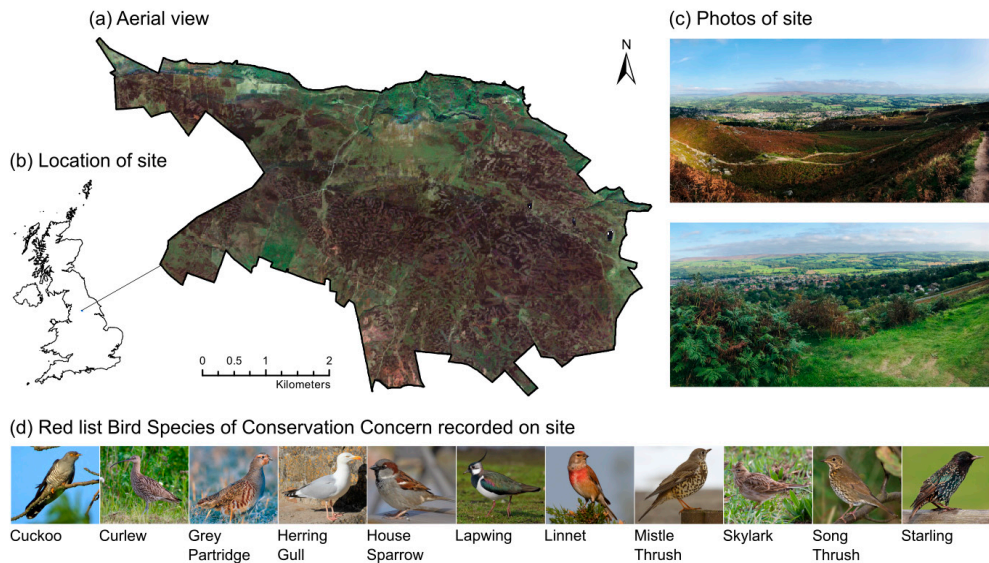 (a) Aerial view
(c) Photos of site
N
(b) Location of site
0 0.5 1 2
Kilometers
(d) Red list Bird Species of Conservation Concern recorded on site
Cuckoo Curlew Grey Herring House Lapwing Linnet Mistle Skylark Song Starling
Partridge Gull Sparrow Thrush Thrush